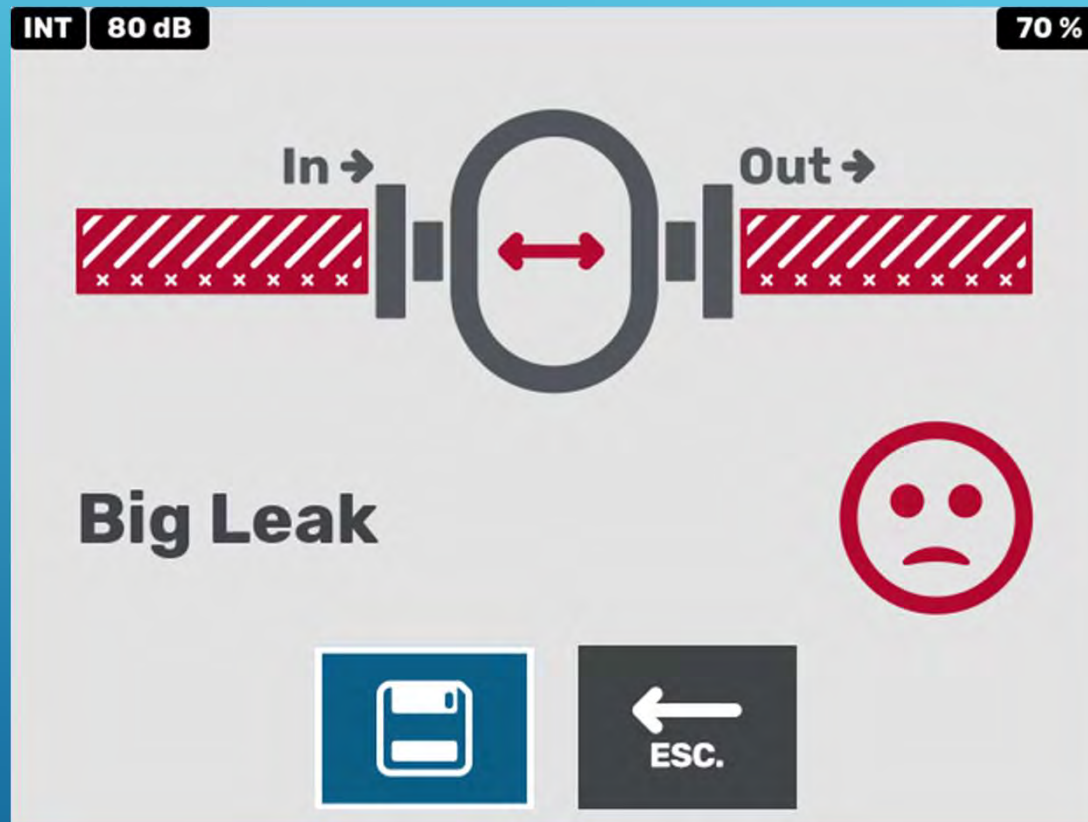 INT 80 dB 70 %
In → Out →
Big Leak
ESC.